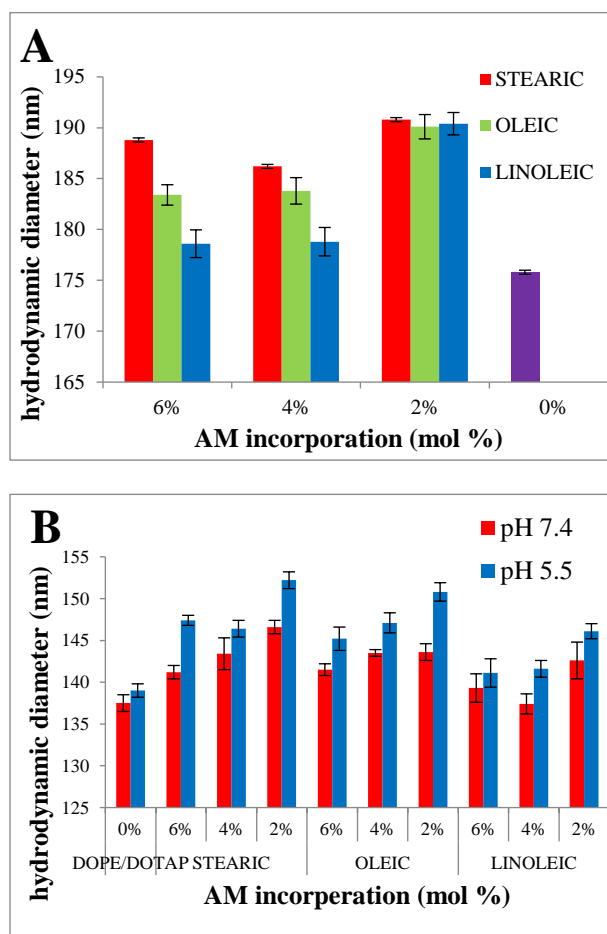 A
hydrodynamic diameter (nm)
195
190
185
180
175
170
165
STEARIC
OLEIC
LINOLEIC
6% 4% 2% 0%
AM incorporation (mol %)
B
hydrodynamic diameter (nm)
155
150
145
140
135
130
125
pH 7.4
pH 5.5
0% 6% 4% 2% 6% 4% 2% 6% 4% 2%
DOPE/DOTAP STEARIC OLEIC LINOLEIC
AM incorperation (mol %)